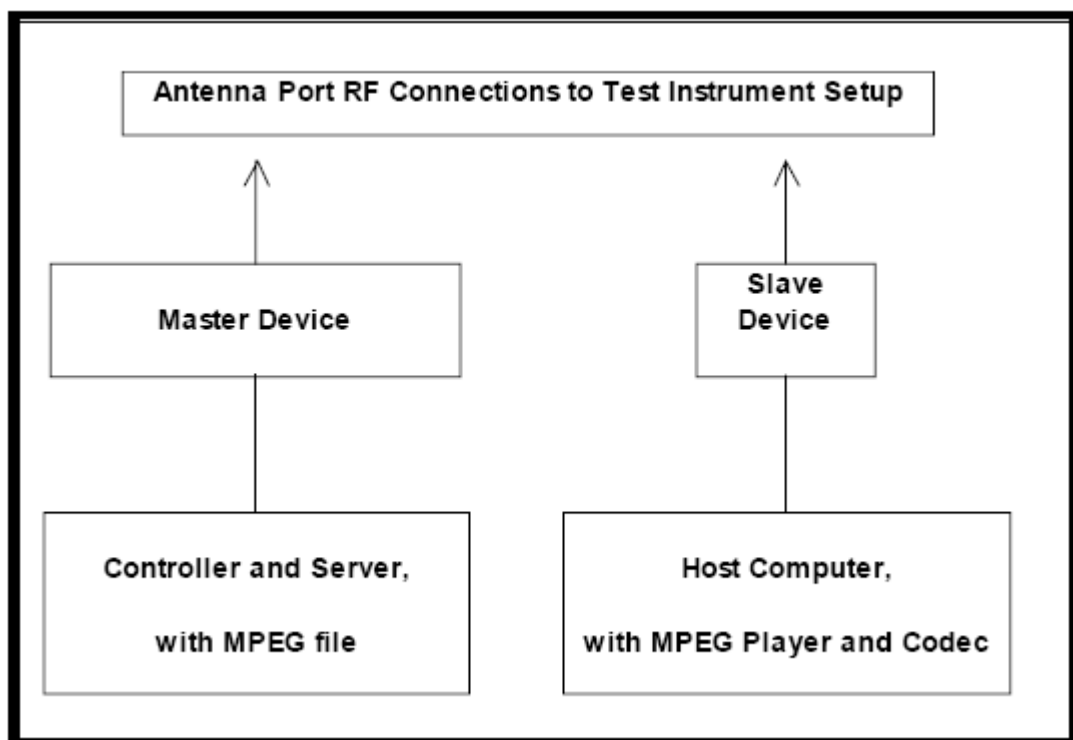 Antenna Port RF Connections to Test Instrument Setup
Master Device
Slave
Device
Controller and Server,
with MPEG file
Host Computer,
with MPEG Player and Codec